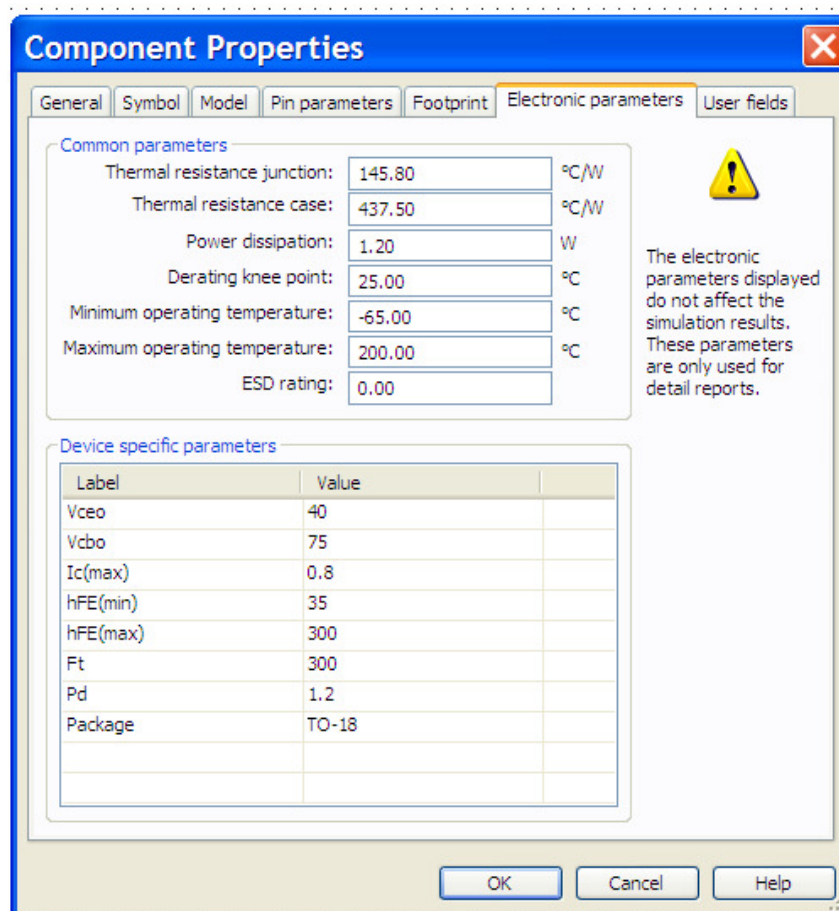 Component Properties
General Symbol Model Pin parameters Footprint Electronic parameters User fields
Common parameters
Thermal resistance junction: 145.80 °C/W
Thermal resistance case: 437.50 °C/W
Power dissipation: 1.20 W
Derating knee point: 25.00 °C
Minimum operating temperature: -65.00 °C
Maximum operating temperature: 200.00 °C
ESD rating: 0.00
The electronic
parameters displayed
do not affect the
simulation results.
These parameters
are only used for
detail reports.
Device specific parameters
Label Value
Vceo 40
Vcbo 75
Ic(max) 0.8
hFE(min) 35
hFE(max) 300
Ft 300
Pd 1.2
Package TO-18
OK Cancel Help